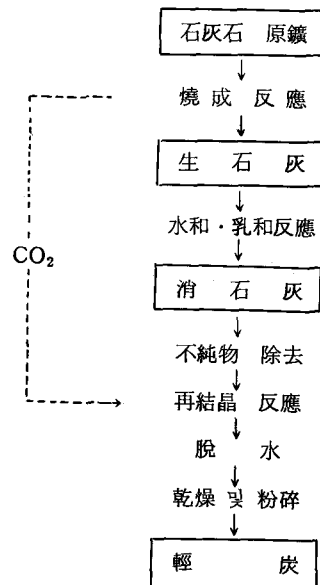 石灰石 原鑛
燒成 反應
生石灰
水和·乳和反應
CO₂
消石灰
不純物 除去
再結晶 反應
脫水
乾燥 및 粉碎
輕炭